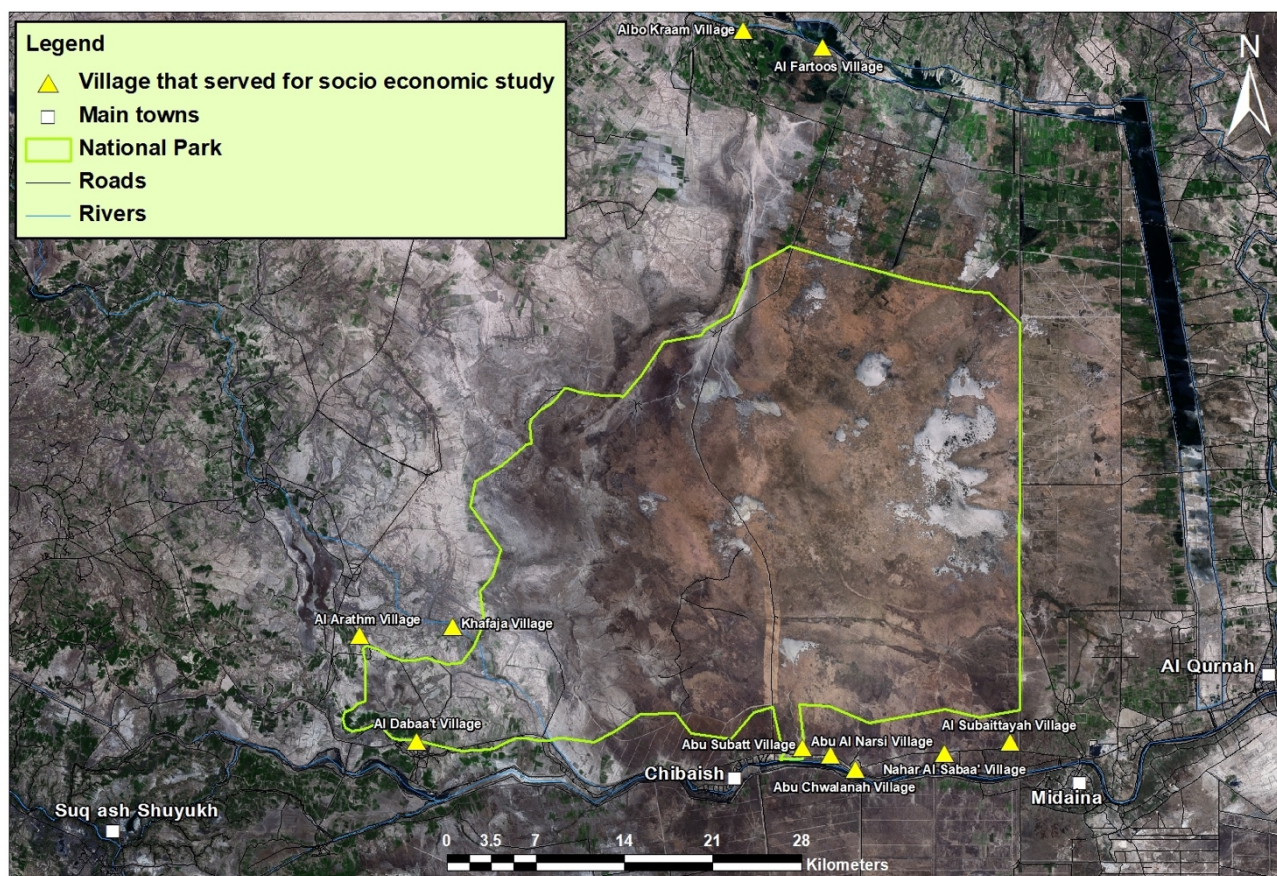 Legend
Village that served for socio economic study
Main towns
National Park
Roads
Rivers
Albo Kraam Village
Al Fartoos Village
N
Al Arathm Village
Khafaja Village
Al Qurnah
Al Dabaa't Village
Al Subaittayah Village
Abu Subatt Village
Abu Al Narsi Village
Nahar Al-Sabaa' Village
Chibaish
Abu Chwalanah Village
Midaina
Suq ash Shuyukh
0 3.5 7 14 21 28
Kilometers